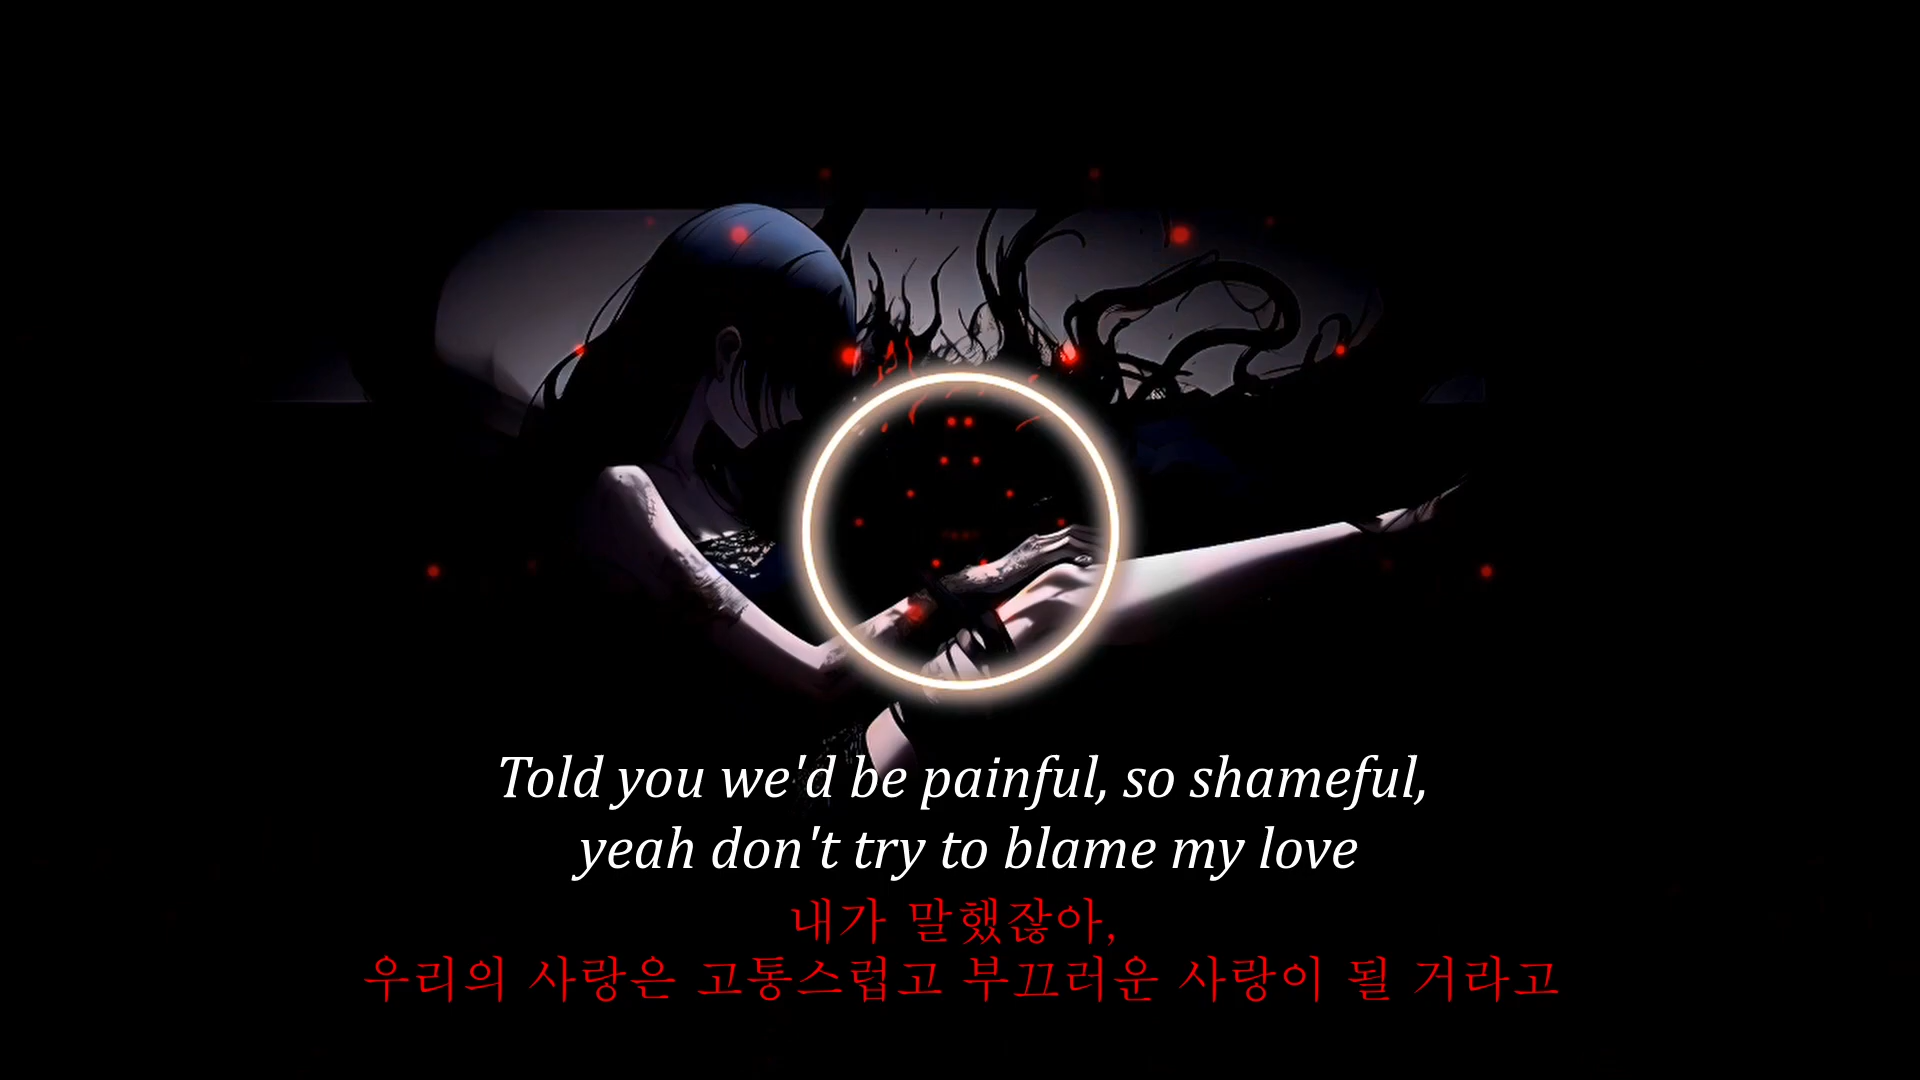 Told you we'd be painful, so shameful,
yeah don't try to blame my love
내가 말했잖아,
우리의 사랑은 고통스럽고 부끄러운 사랑이 될 거라고